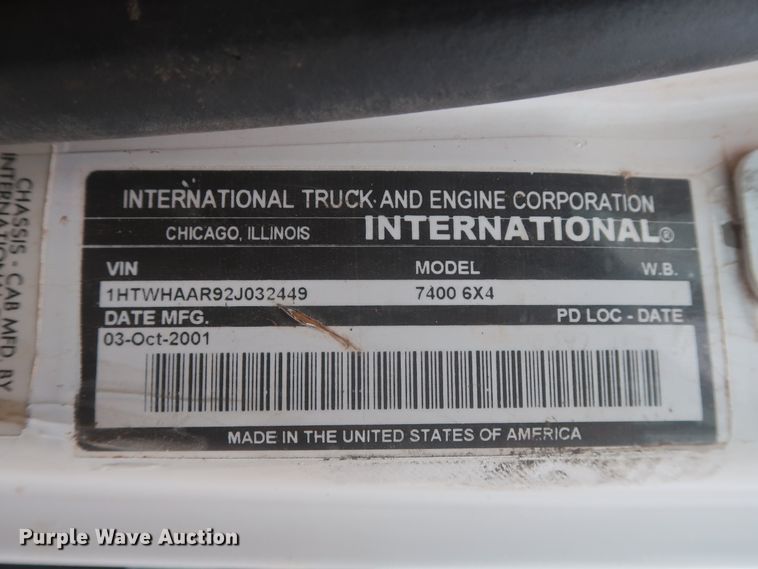 CHASSIS - CAB MFD. BY
INTERNATIONAL
INTERNATIONAL TRUCK AND ENGINE CORPORATION
CHICAGO, ILLINOIS INTERNATIONAL®
VIN MODEL W.B.
1HTWHAAR92J032449 7400 6X4
DATE MFG. PD LOC - DATE
03-Oct-2001
MADE IN THE UNITED STATES OF AMERICA
Purple Wave Auction